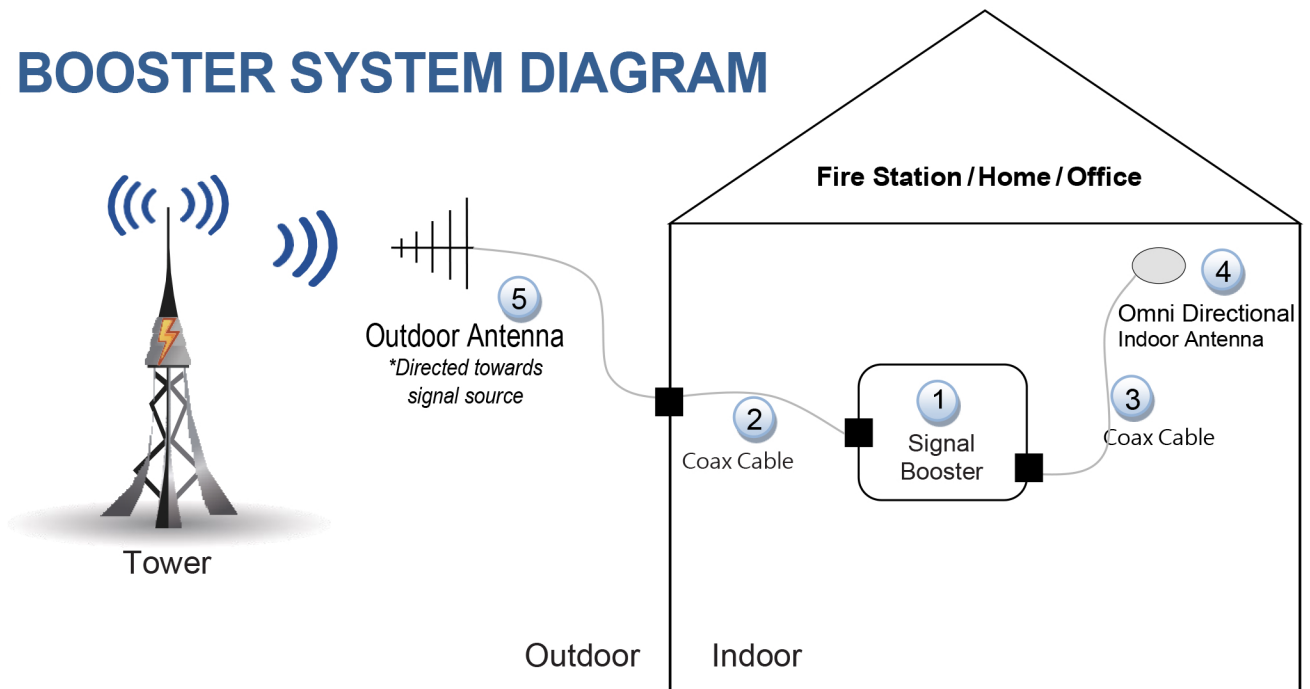 BOOSTER SYSTEM DIAGRAM
Fire Station / Home / Office
4
Omni Directional
Indoor Antenna
5
Outdoor Antenna
*Directed towards
signal source
1
Signal
Booster
2
Coax Cable
3
Coax Cable
Tower
Outdoor
Indoor